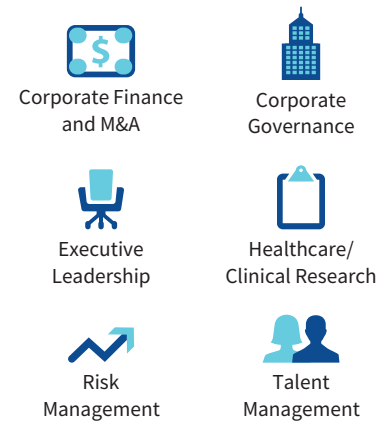 $
Corporate Finance
and M&A
Corporate
Governance
Executive
Leadership
Healthcare/
Clinical Research
Risk
Management
Talent
Management